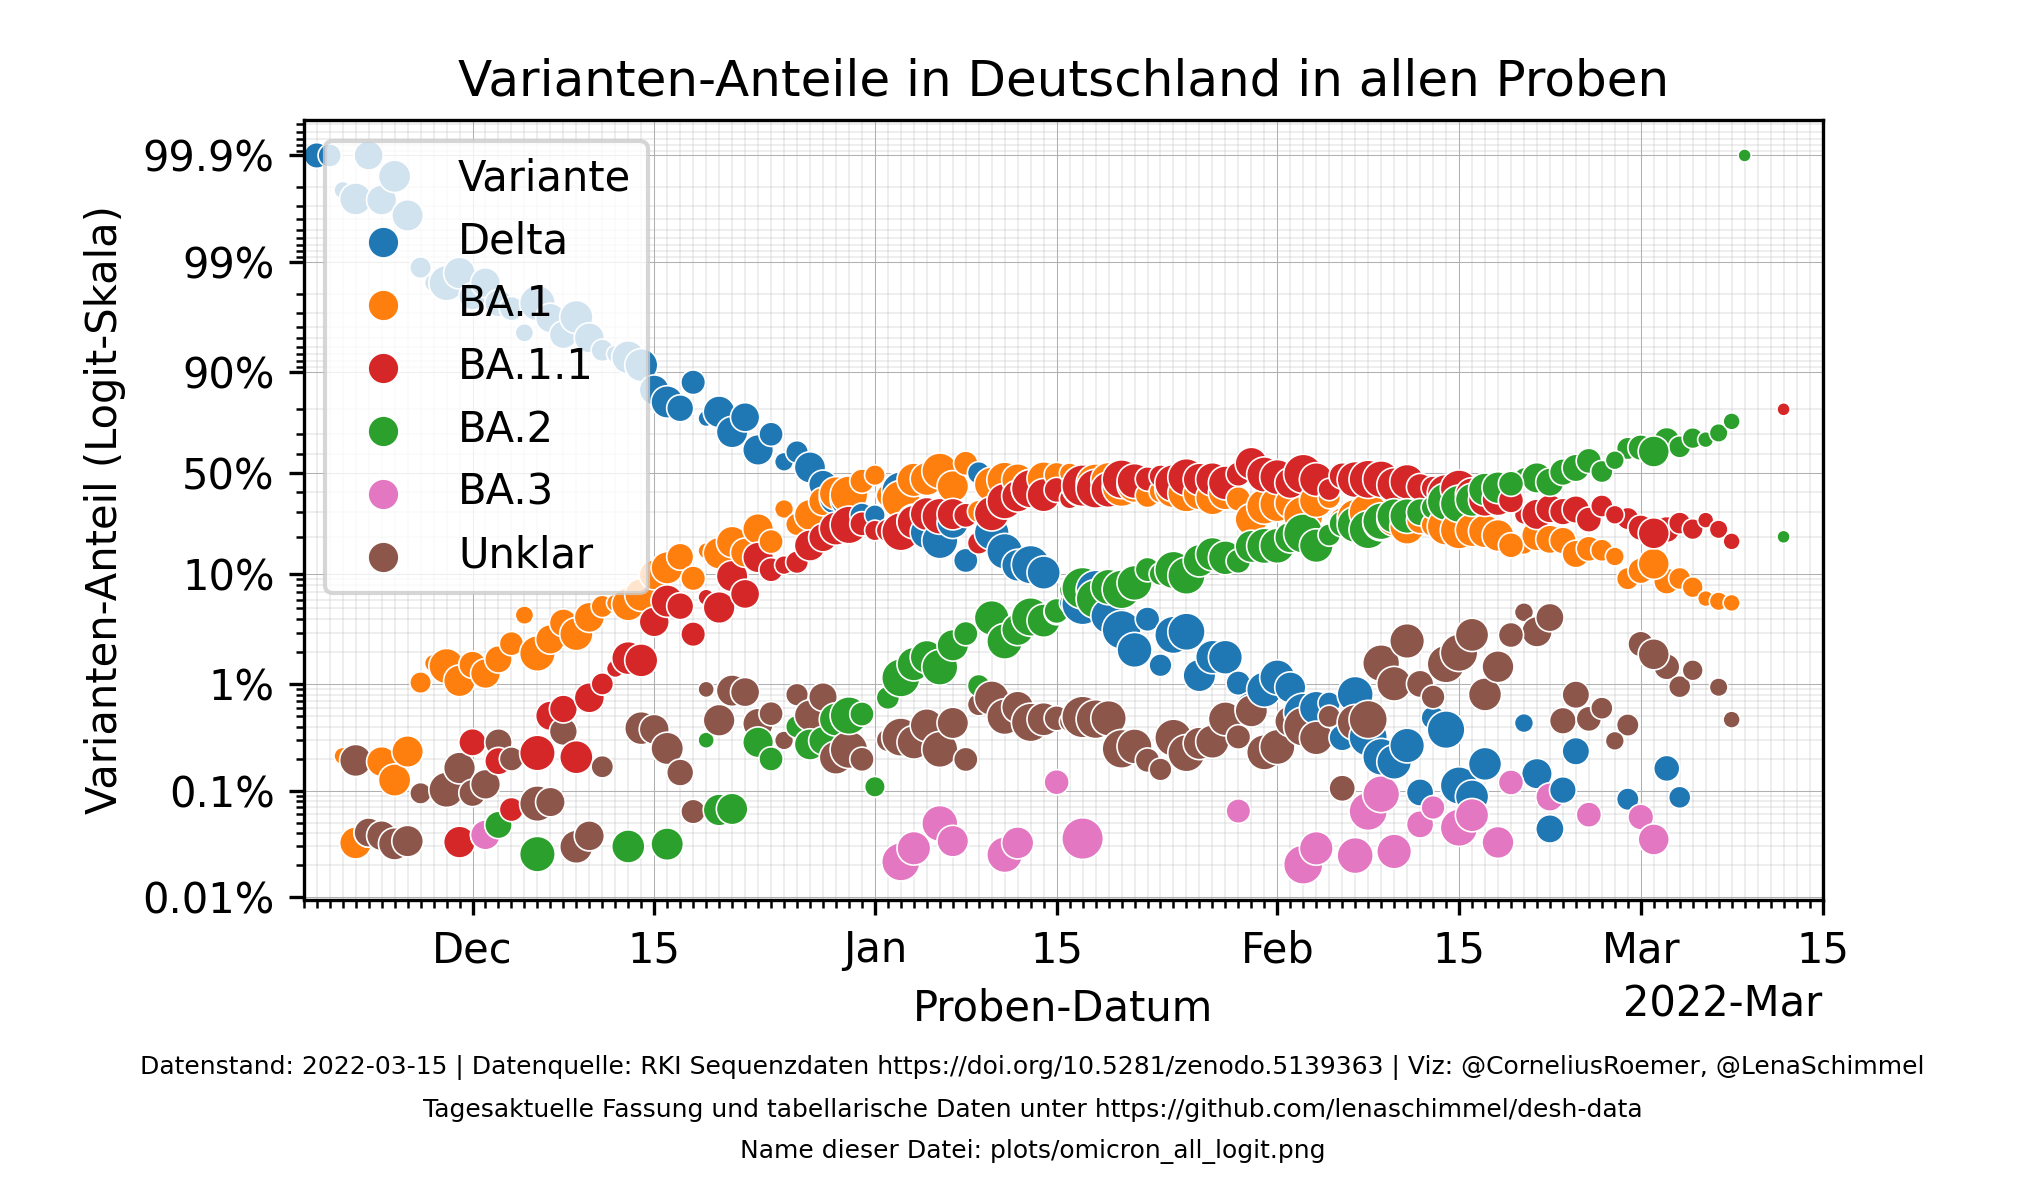 Varianten-Anteile in Deutschland in allen Proben
Varianten-Anteil (Logit-Skala)
99.9%
99%
90%
50%
10%
1%
0.1%
0.01%
Variante
Delta
BA.1
BA.1.1
BA.2
BA.3
Unklar
Dec 15 Jan 15 Feb 15 Mar 15
Proben-Datum
2022-Mar
Datenstand: 2022-03-15 | Datenquelle: RKI Sequenzdaten https://doi.org/10.5281/zenodo.5139363 | Viz: @CorneliusRoemer, @LenaSchimmel
Tagesaktuelle Fassung und tabellarische Daten unter https://github.com/lenaschimmel/desh-data
Name dieser Datei: plots/omicron_all_logit.png